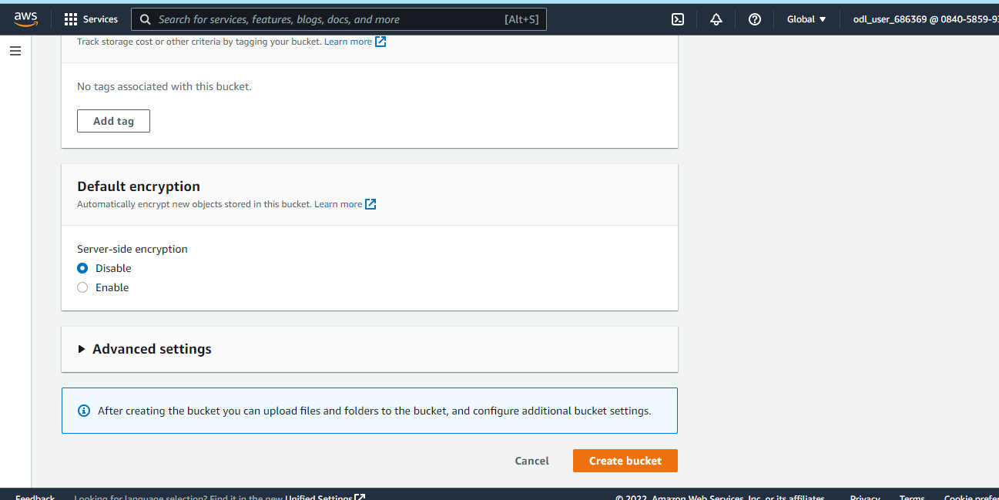 aws Services Search for services, features, blogs, docs, and more [Alt+S] Global odl_user_686369 @ 0840-5859-93
Track storage cost or other criteria by tagging your bucket. Learn more
No tags associated with this bucket.
Add tag
Default encryption
Automatically encrypt new objects stored in this bucket. Learn more
Server-side encryption
Disable
Enable
Advanced settings
After creating the bucket you can upload files and folders to the bucket, and configure additional bucket settings.
Cancel Create bucket
Feedback Looking for language selection? Find it in the new Unified Settings © 2022, Amazon Web Services, Inc. or its affiliates. Privacy Terms Cookie prefer